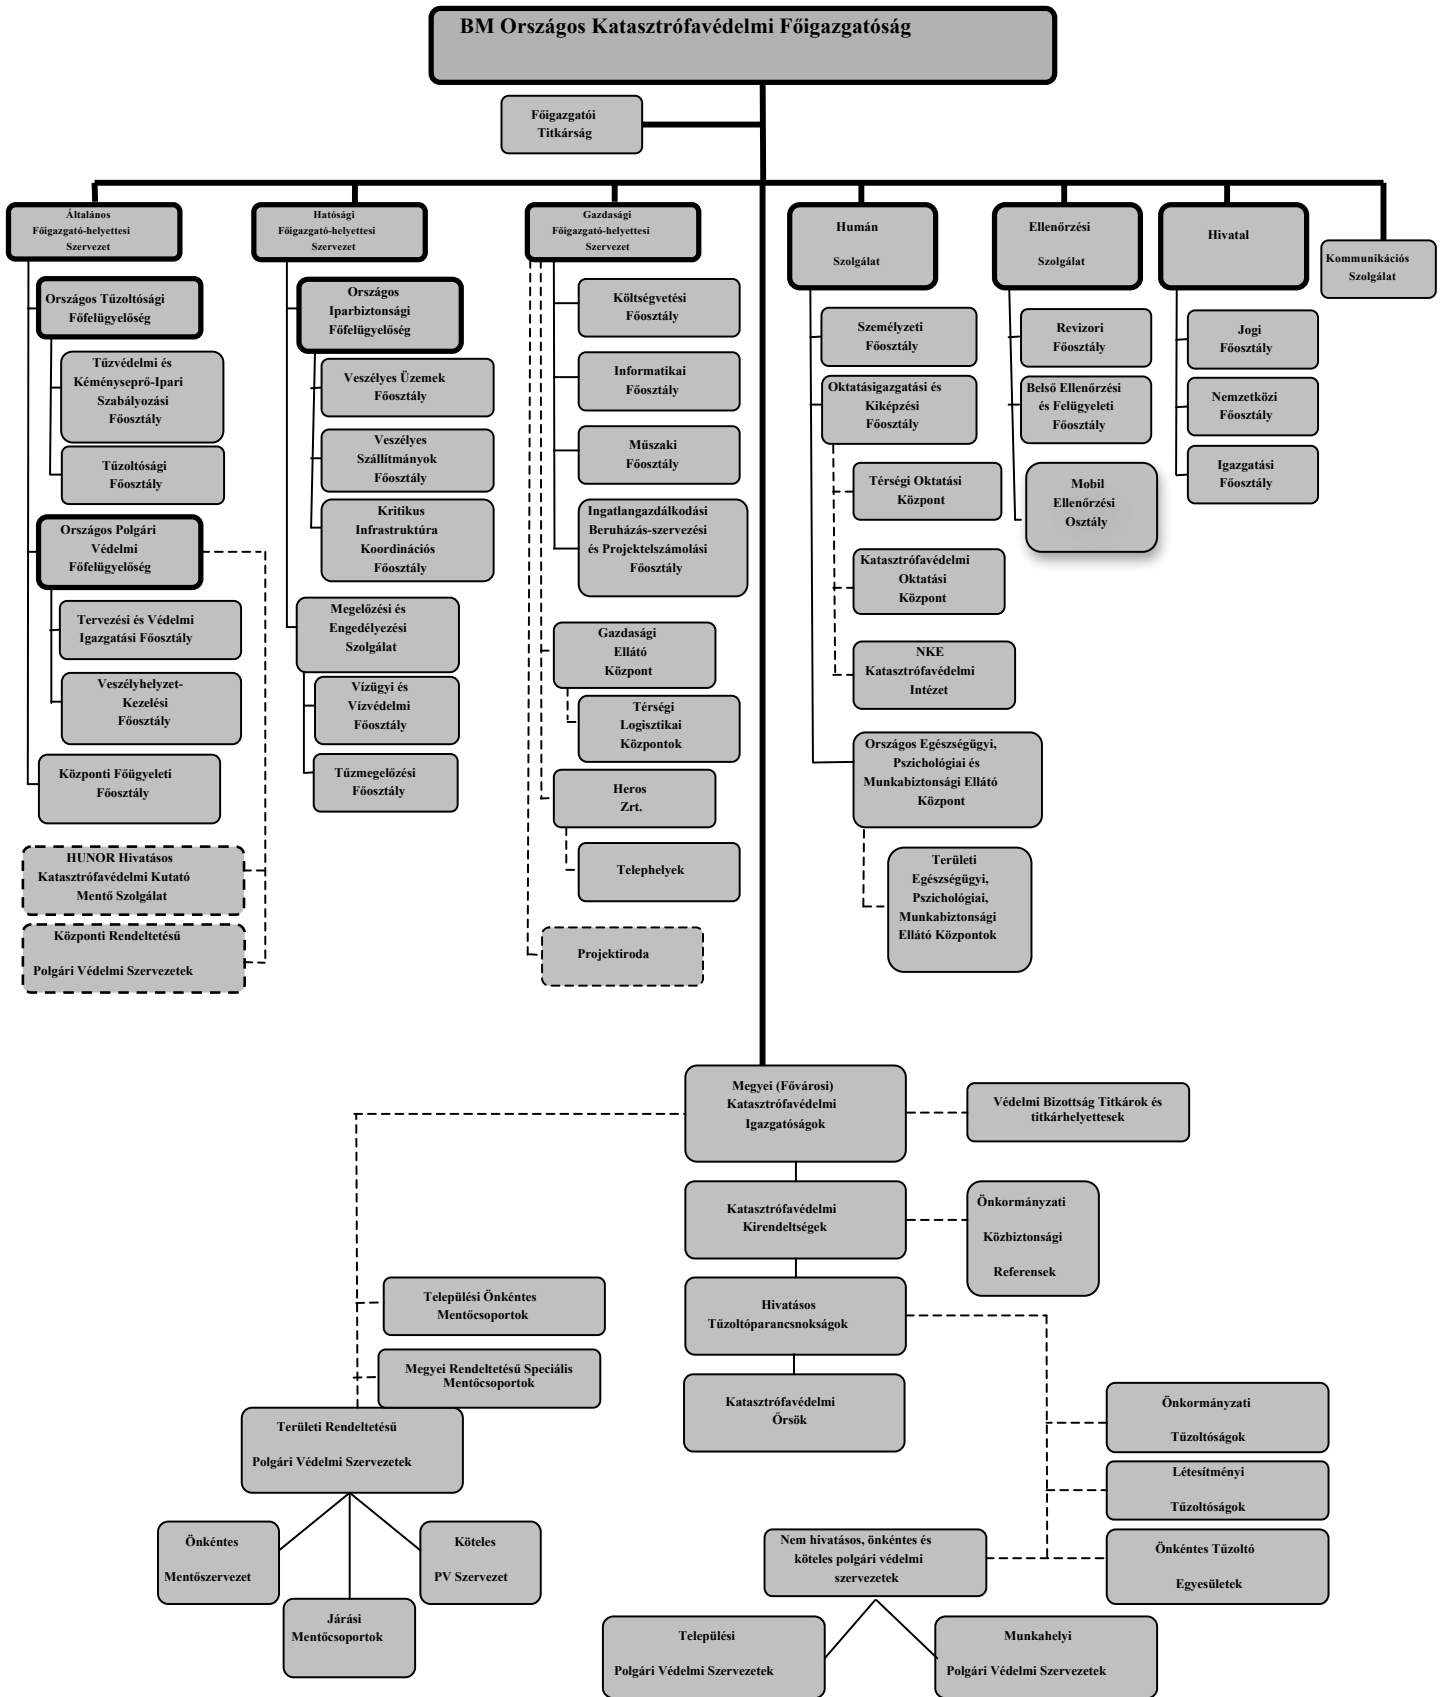 BM Országos Katasztrófavédelmi Főigazgatóság
Főigazgatói
Titkárság
Általános
Főigazgató-helyettesi
Szervezet
Országos Tűzoltósági
Főfelügyelőség
Tűzvédelmi és
Kéményseprő-Ipari
Szabályozási
Főosztály
Tűzoltósági
Főosztály
Országos Polgári
Védelmi
Főfelügyelőség
Tervezési és Védelmi
Igazgatási Főosztály
Veszélyhelyzet-
Kezelési
Főosztály
Központi Főügyeleti
Főosztály
HUNOR Hivatásos
Katasztrófavédelmi Kutató
Mentő Szolgálat
Központi Rendeltetésű
Polgári Védelmi Szervezetek
Hatósági
Főigazgató-helyettesi
Szervezet
Országos
Iparbiztonsági
Főfelügyelőség
Veszélyes Üzemek
Főosztály
Veszélyes
Szállítmányok
Főosztály
Kritikus
Infrastruktúra
Koordinációs
Főosztály
Megelőzési és
Engedélyezési
Szolgálat
Vízügyi és
Vízvédelmi
Főosztály
Tűzmegelőzési
Főosztály
Gazdasági
Főigazgató-helyettesi
Szervezet
Költségvetési
Főosztály
Informatikai
Főosztály
Műszaki
Főosztály
Ingatlangazdálkodási
Beruházás-szervezési
és Projektelszámolási
Főosztály
Gazdasági
Ellátó
Központ
Térségi
Logisztikai
Központok
Heros
Zrt.
Telephelyek
Projektiroda
Humán
Szolgálat
Személyzeti
Főosztály
Oktatásigazgatási és
Kiképzési
Főosztály
Térségi Oktatási
Központ
Katasztrófavédelmi
Oktatási
Központ
NKE
Katasztrófavédelmi
Intézet
Országos Egészségügyi,
Pszichológiai és
Munkabiztonsági Ellátó
Központ
Területi
Egészségügyi,
Pszichológiai,
Munkabiztonsági
Ellátó Központok
Ellenőrzési
Szolgálat
Revizori
Főosztály
Belső Ellenőrzési
és Felügyeleti
Főosztály
Mobil
Ellenőrzési
Osztály
Hivatal
Jogi
Főosztály
Nemzetközi
Főosztály
Igazgatási
Főosztály
Kommunikációs
Szolgálat
Megyei (Fővárosi)
Katasztrófavédelmi
Igazgatóságok
Védelmi Bizottság Titkárok és
titkárhelyettesek
Katasztrófavédelmi
Kirendeltségek
Önkormányzati
Közbiztonsági
Referensek
Hivatásos
Tűzoltóparancsnokságok
Katasztrófavédelmi
Őrsök
Települési Önkéntes
Mentőcsoportok
Megyei Rendeltetésű Speciális
Mentőcsoportok
Területi Rendeltetésű
Polgári Védelmi Szervezetek
Önkéntes
Mentőszervezet
Járási
Mentőcsoportok
Köteles
PV Szervezet
Önkormányzati
Tűzoltóságok
Létesítményi
Tűzoltóságok
Önkéntes Tűzoltó
Egyesületek
Nem hivatásos, önkéntes és
köteles polgári védelmi
szervezetek
Települési
Polgári Védelmi Szervezetek
Munkahelyi
Polgári Védelmi Szervezetek